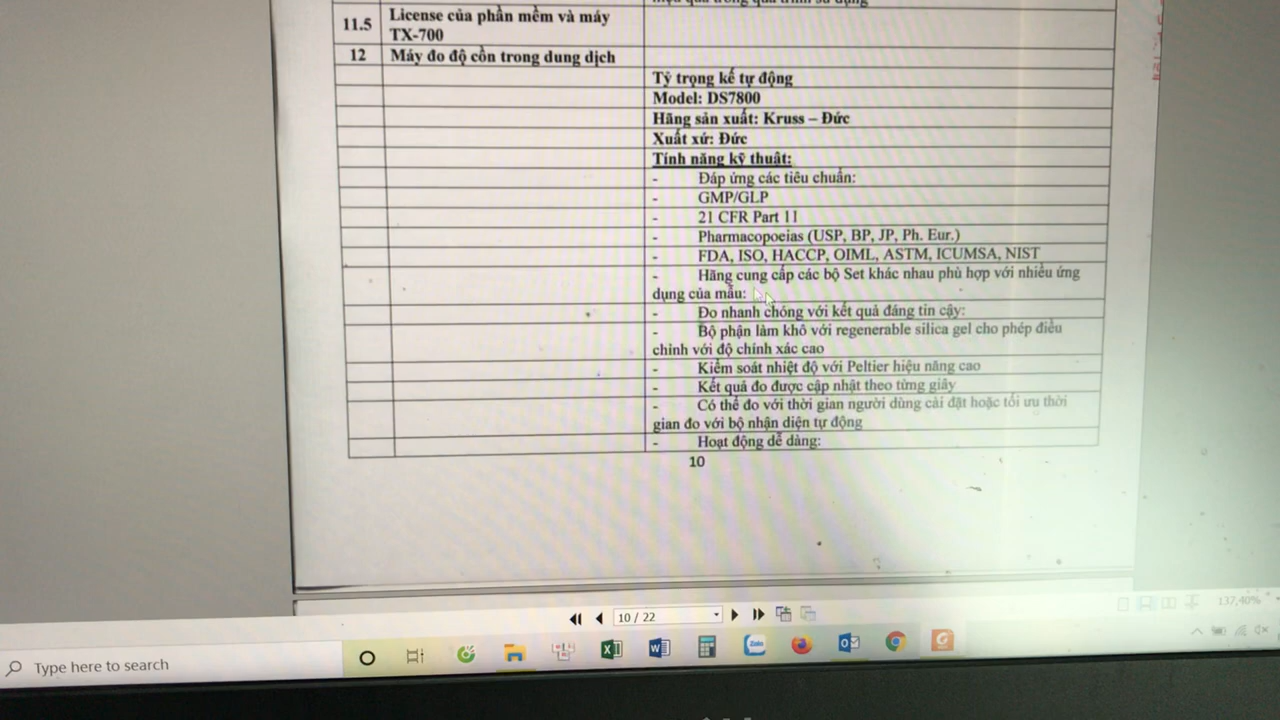 11.5
License của phần mềm và máy
TX-700
12
Máy đo độ cồn trong dung dịch
Tỷ trọng kế tự động
Model: DS7800
Hãng sản xuất: Kruss – Đức
Xuất xứ: Đức
Tính năng kỹ thuật:
- Đáp ứng các tiêu chuẩn:
- GMP/GLP
- 21 CFR Part 11
- Pharmacopoeias (USP, BP, JP, Ph. Eur.)
- FDA, ISO, HACCP, OIML, ASTM, ICUMSA, NIST
- Hãng cung cấp các bộ Set khác nhau phù hợp với nhiều ứng
dụng của mẫu:
- Đo nhanh chóng với kết quả đáng tin cậy:
- Bộ phận làm khô với regenerable silica gel cho phép điều
chỉnh với độ chính xác cao
- Kiểm soát nhiệt độ với Peltier hiệu năng cao
- Kết quả đo được cập nhật theo từng giây
- Có thể đo với thời gian người dùng cài đặt hoặc tối ưu thời
gian đo với bộ nhận diện tự động
- Hoạt động dễ dàng:
10
10 / 22
137,40%
Type here to search
Zalo